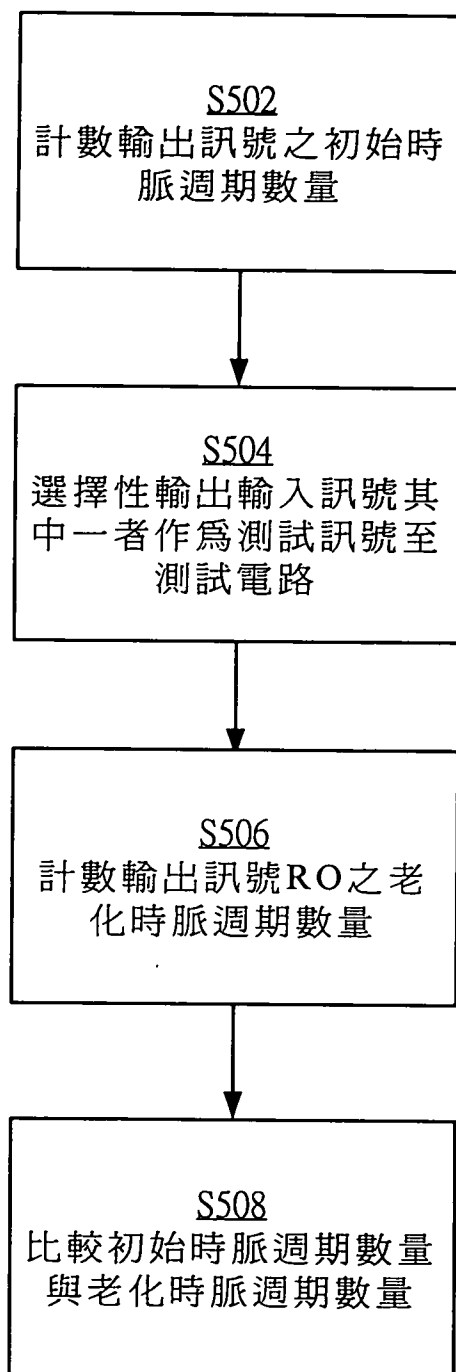 S502
計數輸出訊號之初始時
脈週期數量
S504
選擇性輸出輸入訊號其
中一者作爲測試訊號至
測試電路
S506
計數輸出訊號RO之老
化時脈週期數量
S508
比較初始時脈週期數量
與老化時脈週期數量